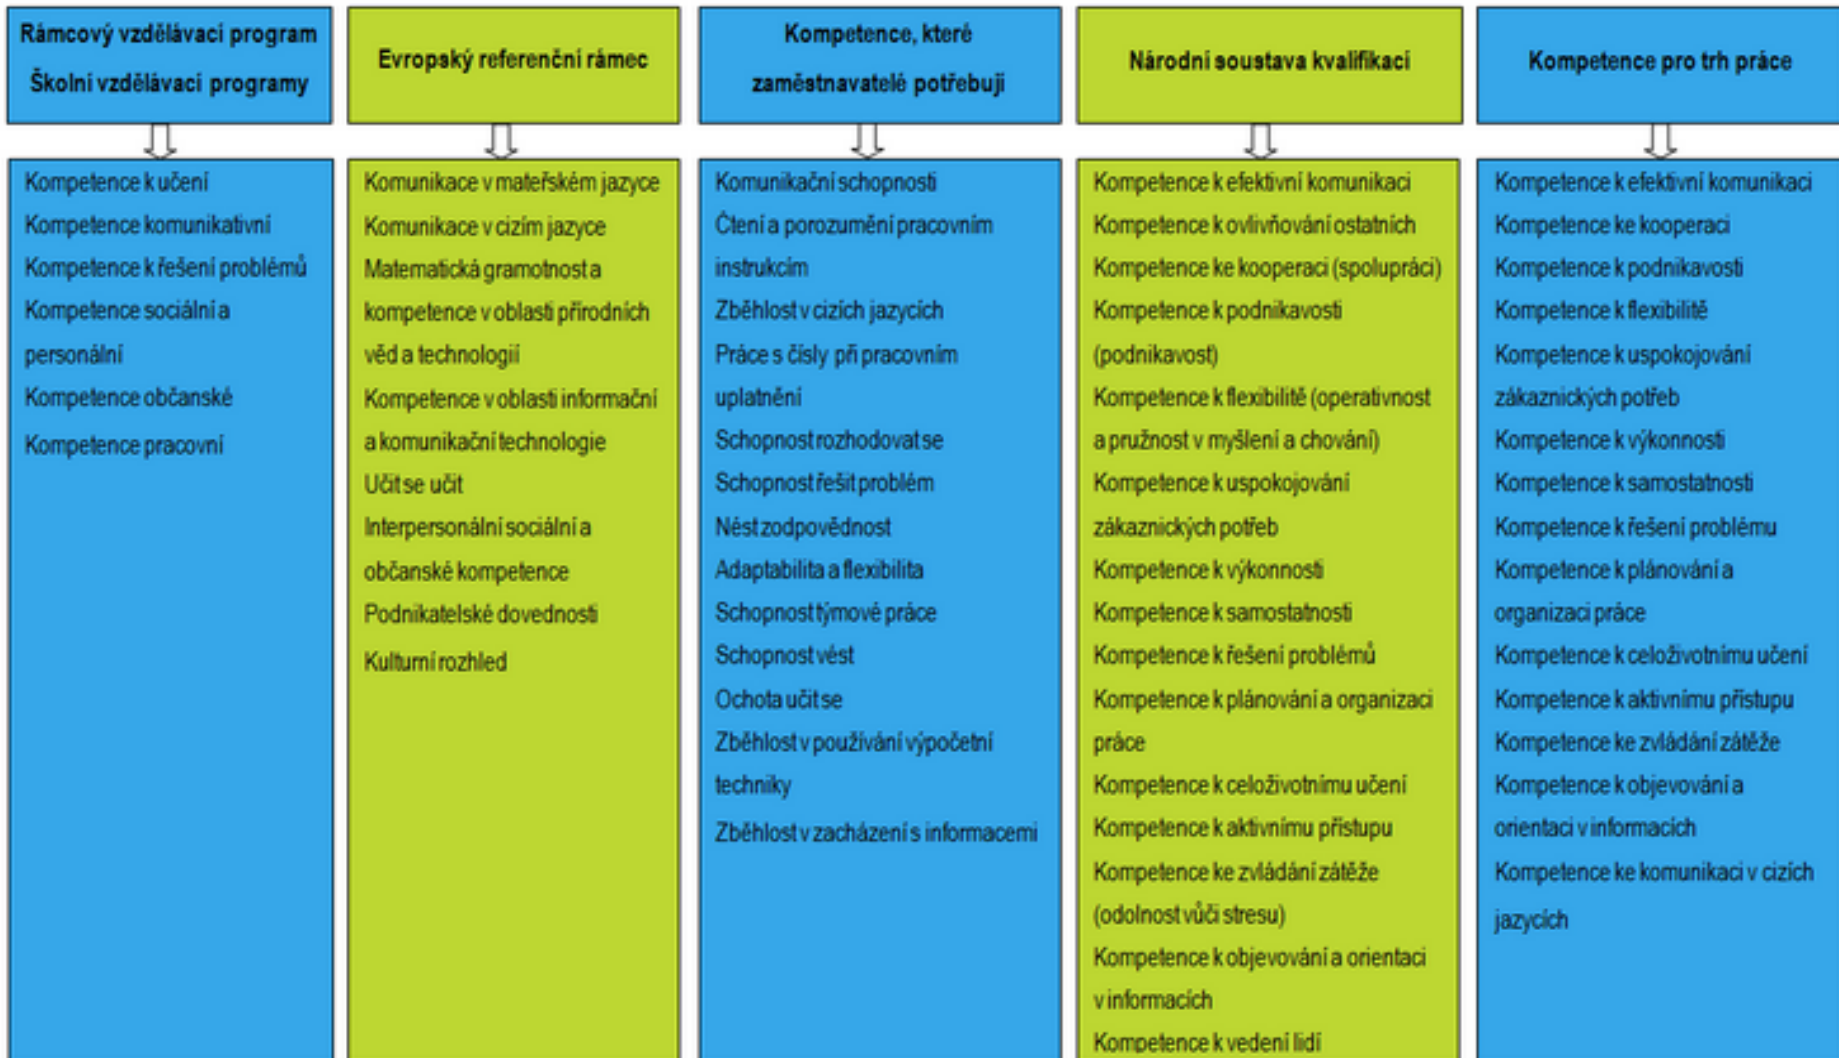 Rámcový vzdělávací program
Školní vzdělávací programy
Kompetence k učení
Kompetence komunikativní
Kompetence k řešení problémů
Kompetence sociální a
personální
Kompetence občanské
Kompetence pracovní
Evropský referenční rámec
Komunikace v mateřském jazyce
Komunikace v cizím jazyce
Matematická gramotnost a
kompetence v oblasti přírodních
věd a technologií
Kompetence v oblasti informační
a komunikační technologie
Učit se učit
Interpersonální sociální a
občanské kompetence
Podnikatelské dovednosti
Kulturní rozhled
Kompetence, které
zaměstnavatelé potřebují
Komunikační schopnosti
Čtení a porozumění pracovním
instrukcím
Zběhlost v cizích jazycích
Práce s čísly při pracovním
uplatnění
Schopnost rozhodovat se
Schopnost řešit problém
Nést zodpovědnost
Adaptabilita a flexibilita
Schopnost týmové práce
Schopnost vést
Ochota učit se
Zběhlost v používání výpočetní
techniky
Zběhlost v zacházení s informacemi
Národní soustava kvalifikací
Kompetence k efektivní komunikaci
Kompetence k ovlivňování ostatních
Kompetence ke kooperaci (spolupráci)
Kompetence k podnikavosti
(podnikavost)
Kompetence k flexibilitě (operativnost
a pružnost v myšlení a chování)
Kompetence k uspokojování
zákaznických potřeb
Kompetence k výkonnosti
Kompetence k samostatnosti
Kompetence k řešení problémů
Kompetence k plánování a organizaci
práce
Kompetence k celoživotnímu učení
Kompetence k aktivnímu přístupu
Kompetence ke zvládání zátěže
(odolnost vůči stresu)
Kompetence k objevování a orientaci
v informacích
Kompetence k vedení lidí
Kompetence pro trh práce
Kompetence k efektivní komunikaci
Kompetence ke kooperaci
Kompetence k podnikavosti
Kompetence k flexibilitě
Kompetence k uspokojování
zákaznických potřeb
Kompetence k výkonnosti
Kompetence k samostatnosti
Kompetence k řešení problému
Kompetence k plánování a
organizaci práce
Kompetence k celoživotnímu učení
Kompetence k aktivnímu přístupu
Kompetence ke zvládání zátěže
Kompetence k objevování a
orientaci v informacích
Kompetence ke komunikaci v cizích
jazycích